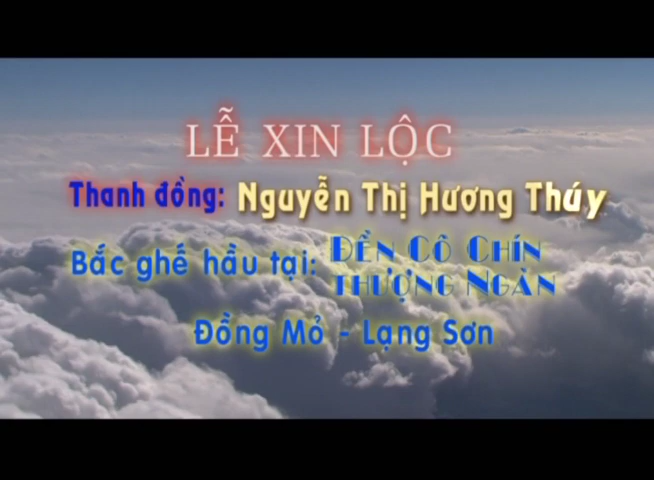 LỄ XIN LỘC
Thanh đồng: Nguyễn Thị Hương Thúy
Bắc ghế hầu tại: ĐỀN CÔ CHÍN
THƯỢNG NGÀN
Đồng Mỏ - Lạng Sơn